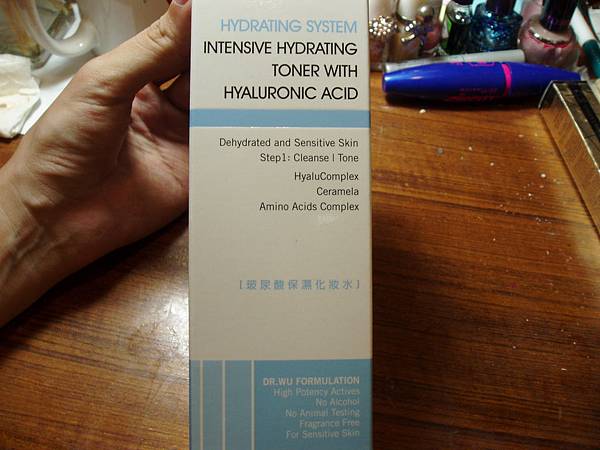 HYDRATING SYSTEM
INTENSIVE HYDRATING
TONER WITH
HYALURONIC ACID
Dehydrated and Sensitive Skin
Step1: Cleanse | Tone
HyaluComplex
Ceramela
Amino Acids Complex
[玻尿酸保濕化妝水]
DR.WU FORMULATION
High Potency Actives
No Alcohol
No Animal Testing
Fragrance Free
For Sensitive Skin